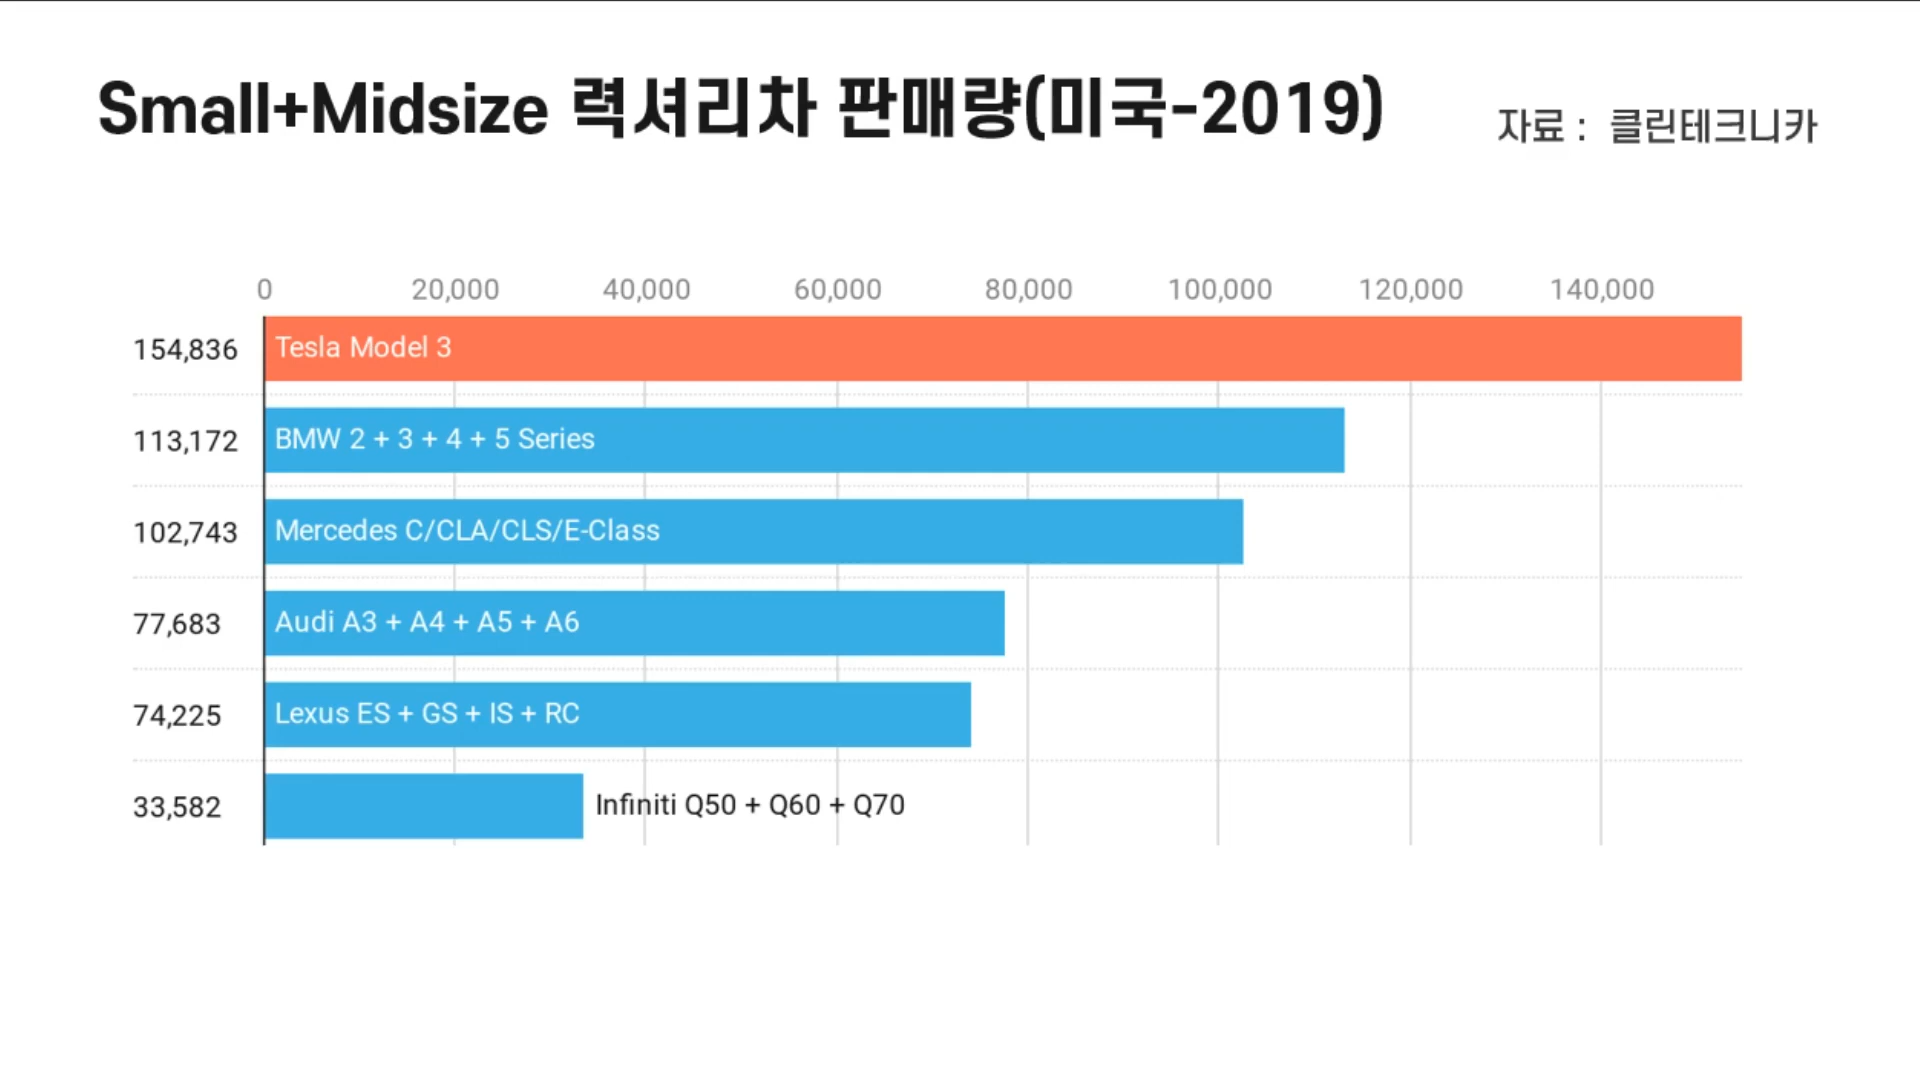 Small+Midsize 럭셔리차 판매량(미국-2019)
자료 : 클린테크니카
0 20,000 40,000 60,000 80,000 100,000 120,000 140,000
154,836 Tesla Model 3
113,172 BMW 2 + 3 + 4 + 5 Series
102,743 Mercedes C/CLA/CLS/E-Class
77,683 Audi A3 + A4 + A5 + A6
74,225 Lexus ES + GS + IS + RC
33,582 Infiniti Q50 + Q60 + Q70